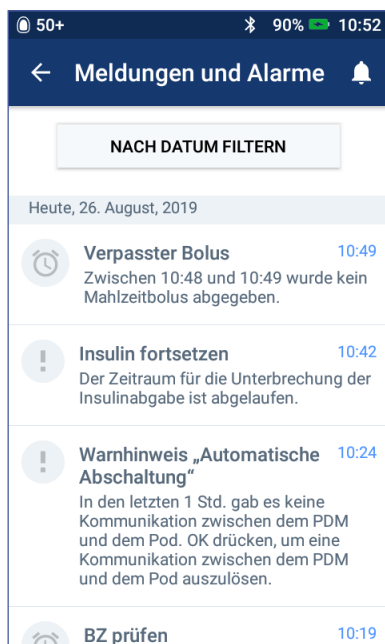 50+ 90% 10:52
Meldungen und Alarme
NACH DATUM FILTERN
Heute, 26. August, 2019
Verpasster Bolus 10:49
Zwischen 10:48 und 10:49 wurde kein
Mahlzeitbolus abgegeben.
Insulin fortsetzen 10:42
Der Zeitraum für die Unterbrechung der
Insulinabgabe ist abgelaufen.
Warnhinweis „Automatische 10:24
Abschaltung“
In den letzten 1 Std. gab es keine
Kommunikation zwischen dem PDM
und dem Pod. OK drücken, um eine
Kommunikation zwischen dem PDM
und dem Pod auszulösen.
BZ prüfen 10:19